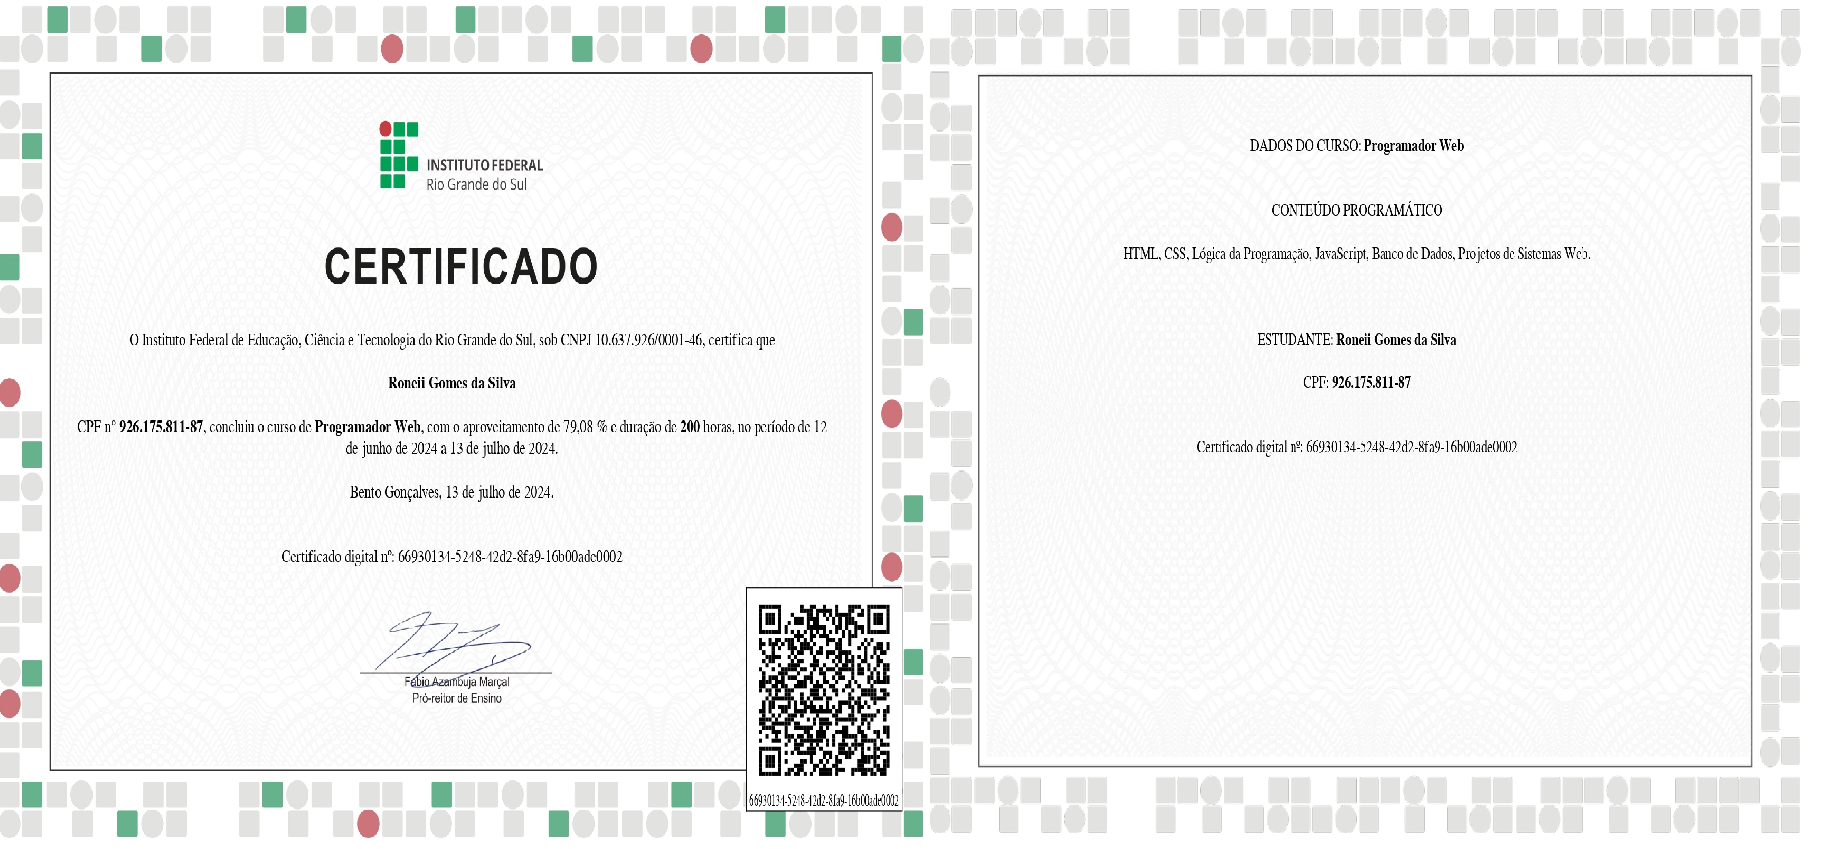 INSTITUTO FEDERAL
Rio Grande do Sul
CERTIFICADO
O Instituto Federal de Educação, Ciência e Tecnologia do Rio Grande do Sul, sob CNPJ 10.637.926/0001-46, certifica que
Roneii Gomes da Silva
CPF nº 926.175.811-87, concluiu o curso de Programador Web, com o aproveitamento de 79,08 % e duração de 200 horas, no período de 12
de junho de 2024 a 13 de julho de 2024.
Bento Gonçalves, 13 de julho de 2024.
Certificado digital nº: 66930134-5248-42d2-8fa9-16b00ade0002
Fábio Azambuja Marçal
Pró-reitor de Ensino
66930134-5248-42d2-8fa9-16b00ade0002
DADOS DO CURSO: Programador Web
CONTEÚDO PROGRAMÁTICO
HTML, CSS, Lógica da Programação, JavaScript, Banco de Dados, Projetos de Sistemas Web.
ESTUDANTE: Roneii Gomes da Silva
CPF: 926.175.811-87
Certificado digital nº: 66930134-5248-42d2-8fa9-16b00ade0002